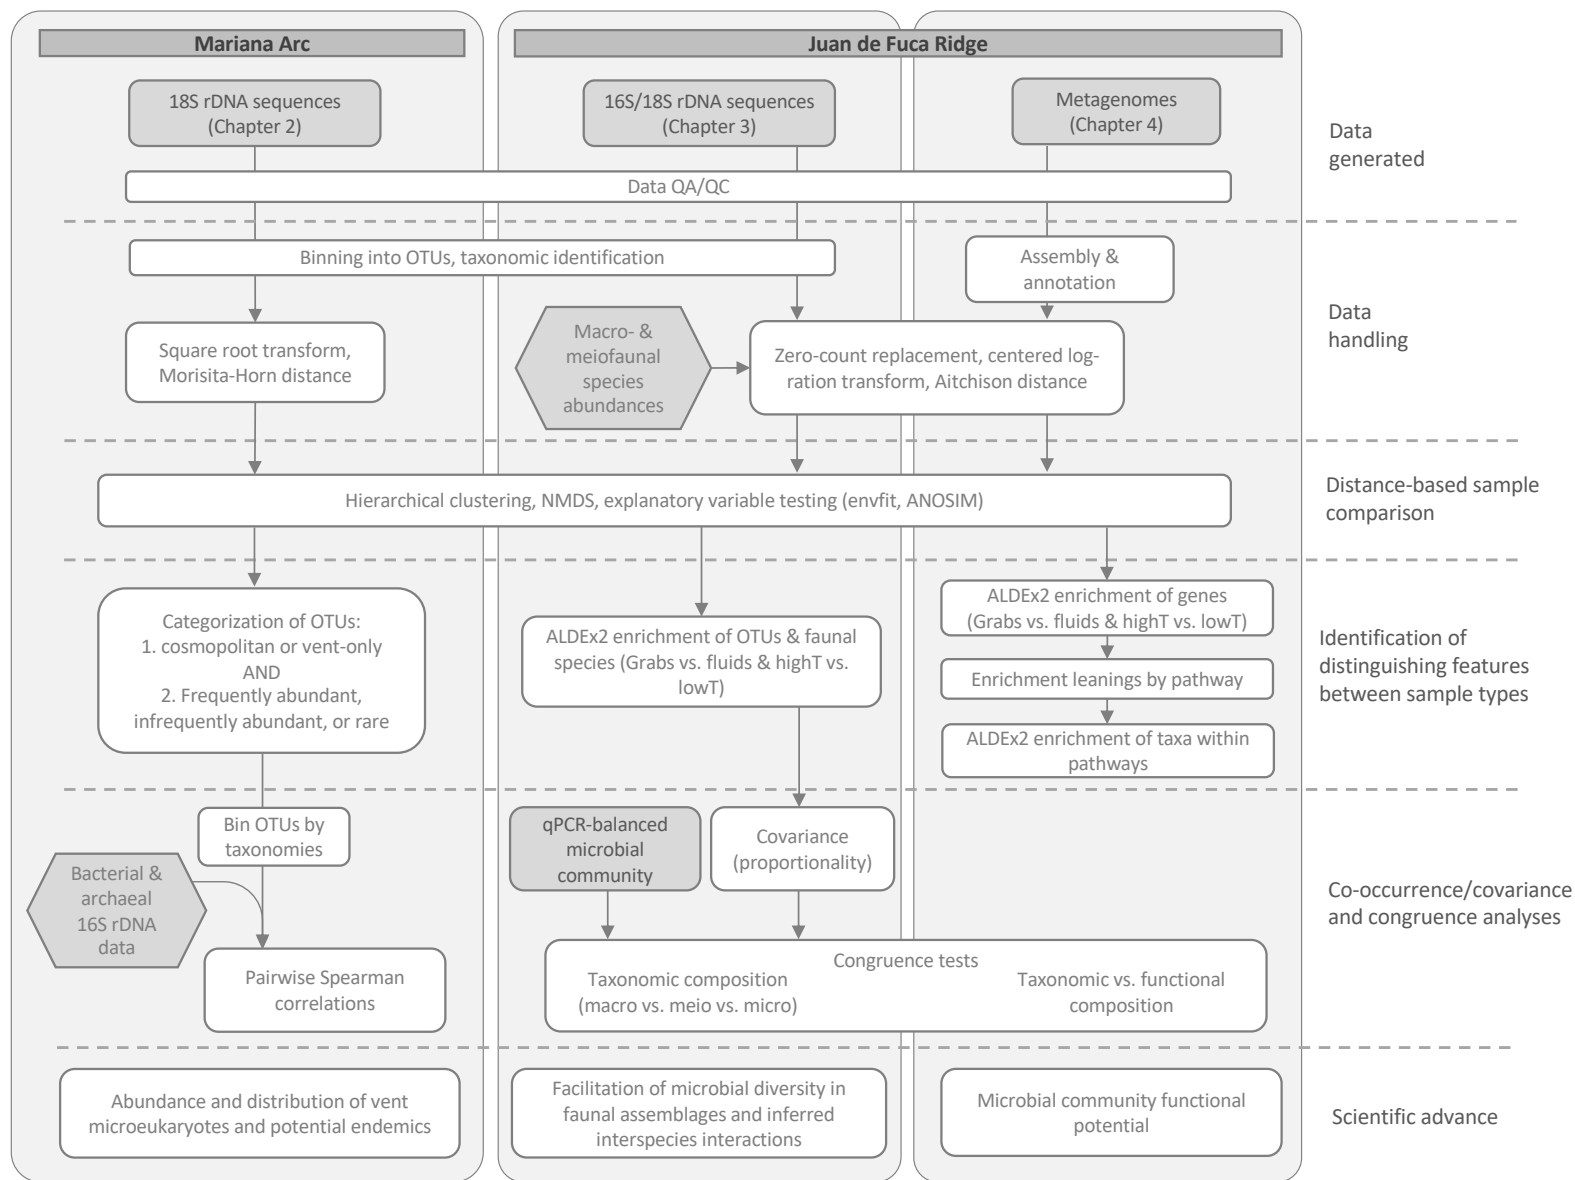 Mariana Arc
Juan de Fuca Ridge
18S rDNA sequences
(Chapter 2)
16S/18S rDNA sequences
(Chapter 3)
Metagenomes
(Chapter 4)
Data
generated
Data QA/QC
Binning into OTUs, taxonomic identification
Assembly &
annotation
Data
handling
Square root transform,
Morisita-Horn distance
Macro- &
meiofaunal
species
abundances
Zero-count replacement, centered log-
ration transform, Aitchison distance
Hierarchical clustering, NMDS, explanatory variable testing (envfit, ANOSIM)
Distance-based sample
comparison
Categorization of OTUs:
1. cosmopolitan or vent-only
AND
2. Frequently abundant,
infrequently abundant, or rare
ALDEx2 enrichment of OTUs & faunal
species (Grabs vs. fluids & highT vs.
lowT)
ALDEx2 enrichment of genes
(Grabs vs. fluids & highT vs. lowT)
Enrichment leanings by pathway
ALDEx2 enrichment of taxa within
pathways
Identification of
distinguishing features
between sample types
Bin OTUs by
taxonomies
Bacterial &
archaeal
16S rDNA
data
Pairwise Spearman
correlations
qPCR-balanced
microbial
community
Covariance
(proportionality)
Congruence tests
Taxonomic composition
(macro vs. meio vs. micro)
Taxonomic vs. functional
composition
Co-occurrence/covariance
and congruence analyses
Abundance and distribution of vent
microeukaryotes and potential endemics
Facilitation of microbial diversity in
faunal assemblages and inferred
interspecies interactions
Microbial community functional
potential
Scientific advance